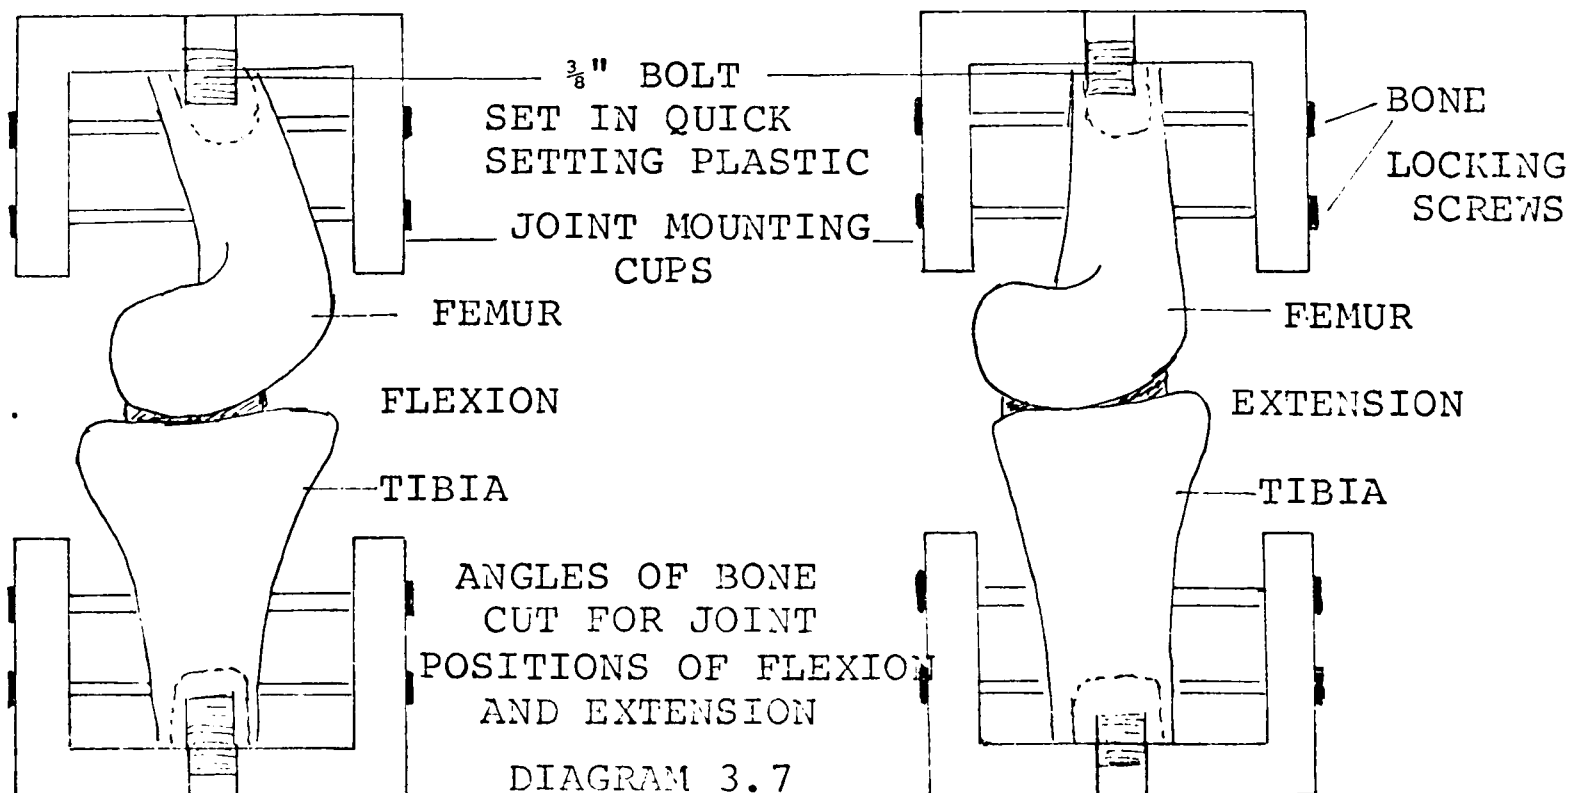 ⅜" BOLT
SET IN QUICK
SETTING PLASTIC
JOINT MOUNTING
CUPS
BONE
LOCKING
SCREWS
FEMUR
FEMUR
FLEXION
EXTENSION
TIBIA
TIBIA
ANGLES OF BONE
CUT FOR JOINT
POSITIONS OF FLEXION
AND EXTENSION
DIAGRAM 3.7